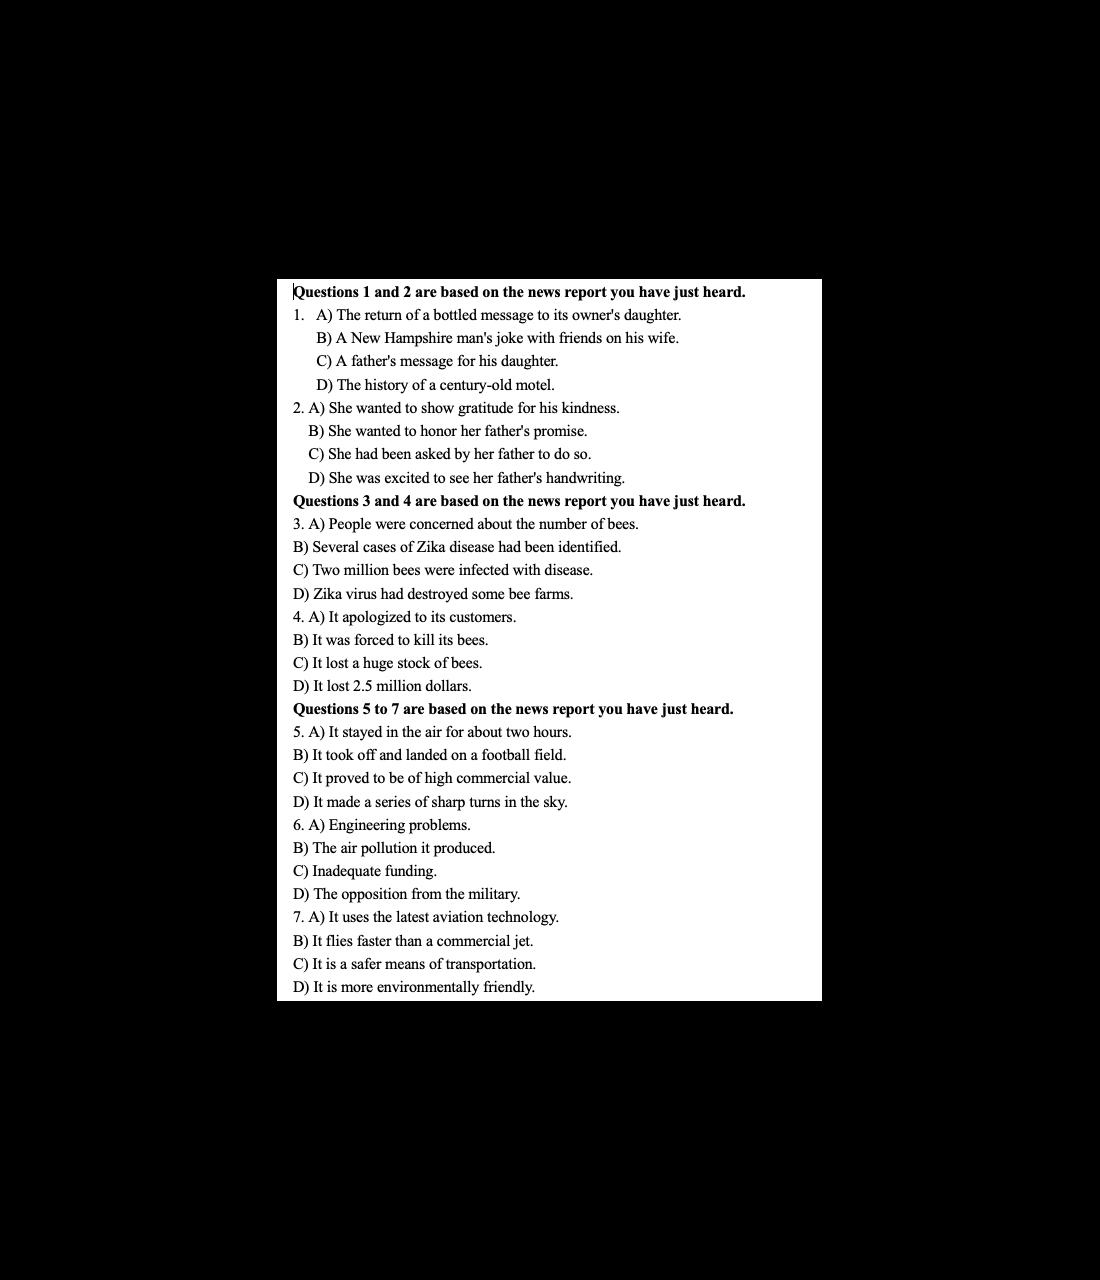 Questions 1 and 2 are based on the news report you have just heard.
1. A) The return of a bottled message to its owner's daughter.
B) A New Hampshire man's joke with friends on his wife.
C) A father's message for his daughter.
D) The history of a century-old motel.
2. A) She wanted to show gratitude for his kindness.
B) She wanted to honor her father's promise.
C) She had been asked by her father to do so.
D) She was excited to see her father's handwriting.
Questions 3 and 4 are based on the news report you have just heard.
3. A) People were concerned about the number of bees.
B) Several cases of Zika disease had been identified.
C) Two million bees were infected with disease.
D) Zika virus had destroyed some bee farms.
4. A) It apologized to its customers.
B) It was forced to kill its bees.
C) It lost a huge stock of bees.
D) It lost 2.5 million dollars.
Questions 5 to 7 are based on the news report you have just heard.
5. A) It stayed in the air for about two hours.
B) It took off and landed on a football field.
C) It proved to be of high commercial value.
D) It made a series of sharp turns in the sky.
6. A) Engineering problems.
B) The air pollution it produced.
C) Inadequate funding.
D) The opposition from the military.
7. A) It uses the latest aviation technology.
B) It flies faster than a commercial jet.
C) It is a safer means of transportation.
D) It is more environmentally friendly.